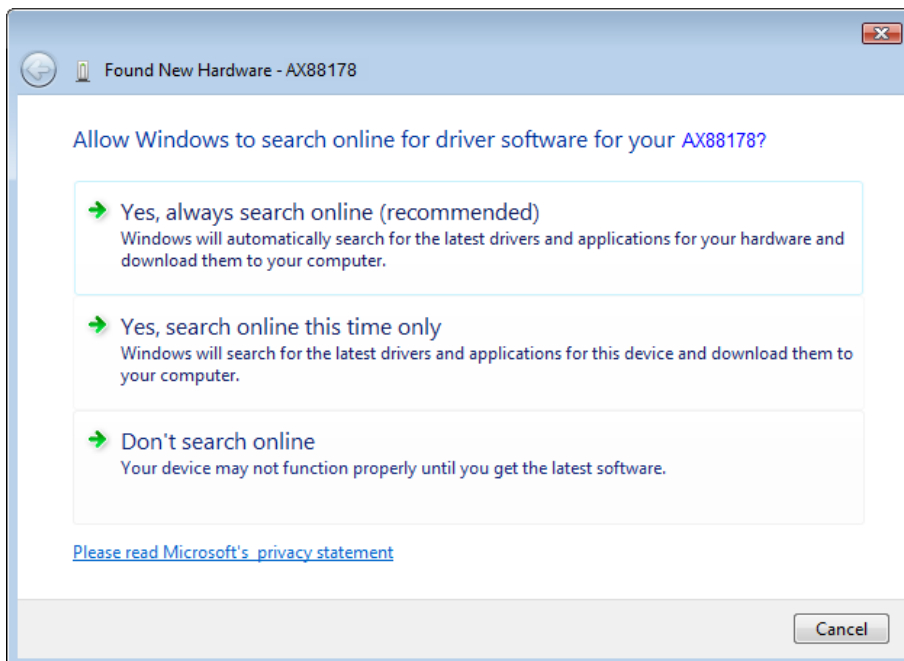 Found New Hardware - AX88178
Allow Windows to search online for driver software for your AX88178?
Yes, always search online (recommended)
Windows will automatically search for the latest drivers and applications for your hardware and
download them to your computer.
Yes, search online this time only
Windows will search for the latest drivers and applications for this device and download them to
your computer.
Don't search online
Your device may not function properly until you get the latest software.
Please read Microsoft's privacy statement
Cancel